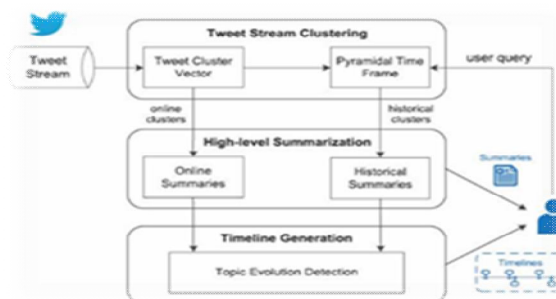 Tweet Stream Clustering
Tweet
Stream
Tweet Cluster
Vector
Pyramidal Time
Frame
user query
online
clusters
historical
clusters
High-level Summarization
Online
Summaries
Historical
Summaries
Summaries
Timeline Generation
Topic Evolution Detection
Timelines